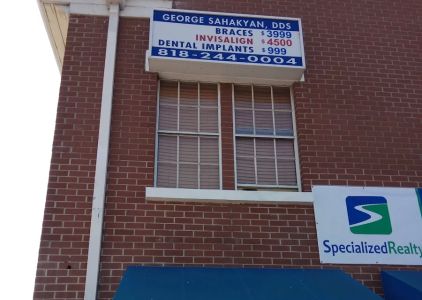 GEORGE SAHAKYAN, DDS
BRACES $3999
INVISALIGN $4500
DENTAL IMPLANTS $999
818-244-0004
SpecializedRealty